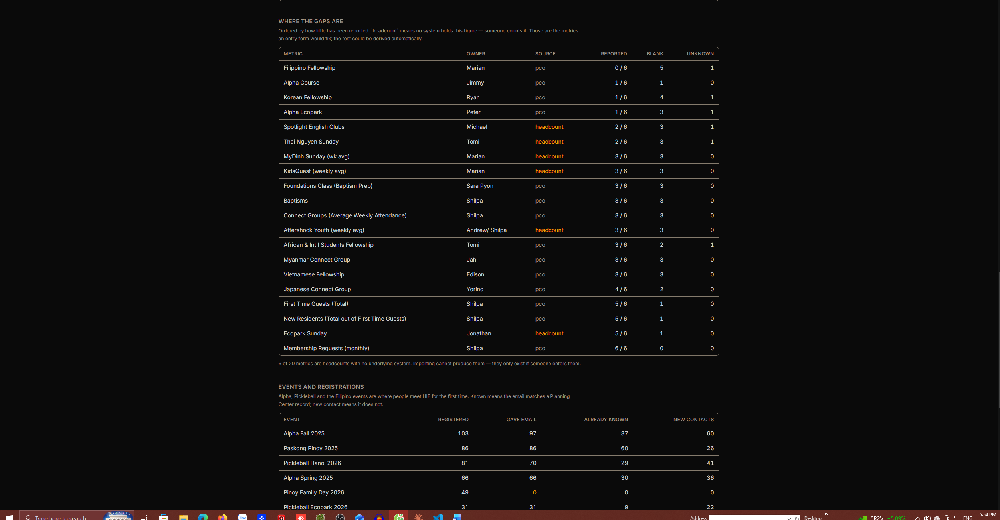 WHERE THE GAPS ARE
Ordered by how little has been reported. `headcount` means no system holds this figure — someone counts it. Those are the metrics
an entry form would fix; the rest could be derived automatically.
METRIC OWNER SOURCE REPORTED BLANK UNKNOWN
Filippino Fellowship Marian pco 0 / 6 5 1
Alpha Course Jimmy pco 1 / 6 1 0
Korean Fellowship Ryan pco 1 / 6 4 1
Alpha Ecopark Peter pco 1 / 6 3 1
Spotlight English Clubs Michael headcount 2 / 6 3 1
Thai Nguyen Sunday Tomi headcount 2 / 6 3 1
MyDinh Sunday (wk avg) Marian headcount 3 / 6 3 0
KidsQuest (weekly avg) Marian headcount 3 / 6 3 0
Foundations Class (Baptism Prep) Sara Pyon pco 3 / 6 3 0
Baptisms Shilpa pco 3 / 6 3 0
Connect Groups (Average Weekly Attendance) Shilpa pco 3 / 6 3 0
Aftershock Youth (weekly avg) Andrew/ Shilpa headcount 3 / 6 3 0
African & Int'l Students Fellowship Tomi pco 3 / 6 2 1
Myanmar Connect Group Jah pco 3 / 6 3 0
Vietnamese Fellowship Edison pco 3 / 6 3 0
Japanese Connect Group Yorino pco 4 / 6 2 0
First Time Guests (Total) Shilpa pco 5 / 6 1 0
New Residents (Total out of First Time Guests) Shilpa pco 5 / 6 1 0
Ecopark Sunday Jonathan headcount 5 / 6 1 0
Membership Requests (monthly) Shilpa pco 6 / 6 0 0
6 of 20 metrics are headcounts with no underlying system. Importing cannot produce them — they only exist if someone enters them.
EVENTS AND REGISTRATIONS
Alpha, Pickleball and the Filipino events are where people meet HIF for the first time. Known means the email matches a Planning
Center record; new contact means it does not.
EVENT REGISTERED GAVE EMAIL ALREADY KNOWN NEW CONTACTS
Alpha Fall 2025 103 97 37 60
Paskong Pinoy 2025 86 86 60 26
Pickleball Hanoi 2026 81 70 29 41
Alpha Spring 2025 66 66 30 36
Pinoy Family Day 2026 49 0 0 0
Pickleball Ecopark 2026 31 31 9 22
Type here to search Zalo Address Desktop » 0R2V +5.09% ENG 5:54 PM